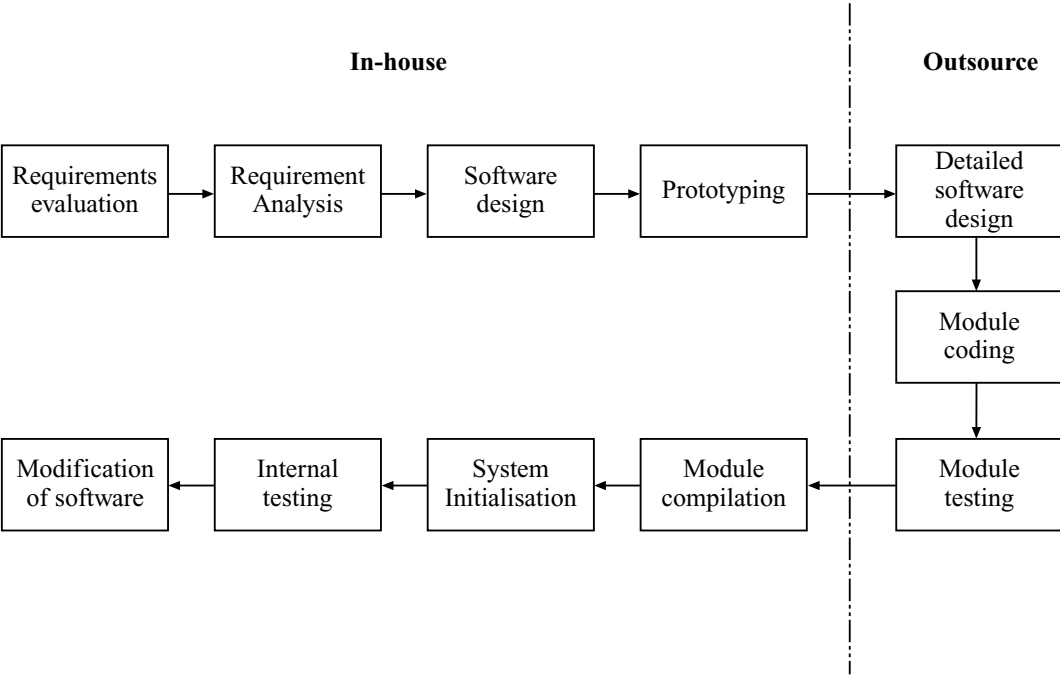 In-house
Outsource
Requirements
evaluation
Requirement
Analysis
Software
design
Prototyping
Detailed
software
design
Module
coding
Modification
of software
Internal
testing
System
Initialisation
Module
compilation
Module
testing